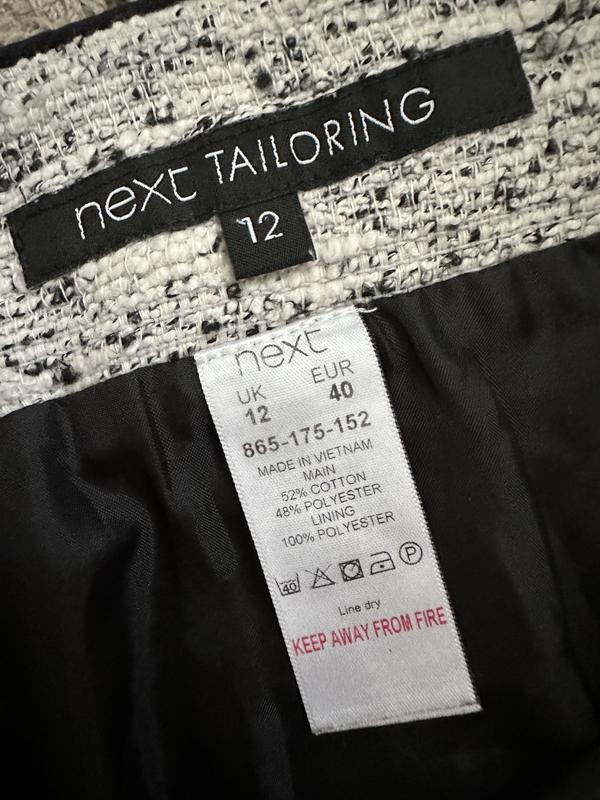 next TAILORING
12
next
UK EUR
12 40
865-175-152
MADE IN VIETNAM
MAIN
52% COTTON
48% POLYESTER
LINING
100% POLYESTER
40 P
Line dry
KEEP AWAY FROM FIRE